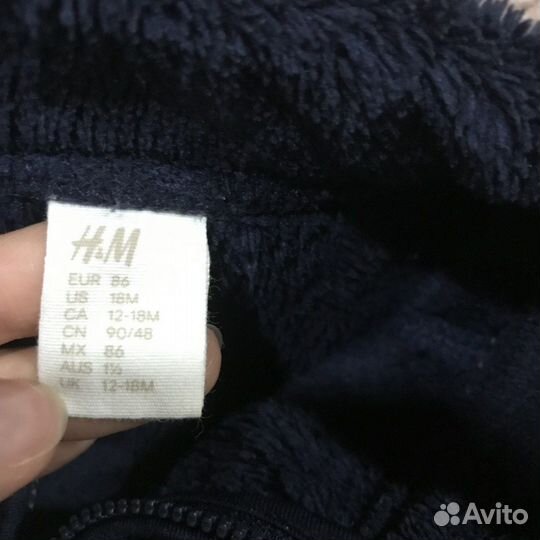 H&M
EUR 86
US 18M
CA 12-18M
CN 90/48
MX 86
AUS 1½
UK 12-18M
Avito